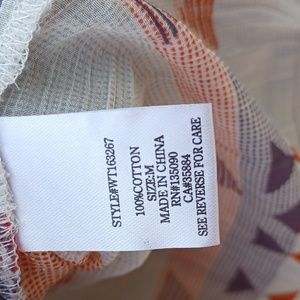 STYLE#WT163267
100%COTTON
SIZE:M
MADE IN CHINA
RN#135090
CA#35884
SEE REVERSE FOR CARE